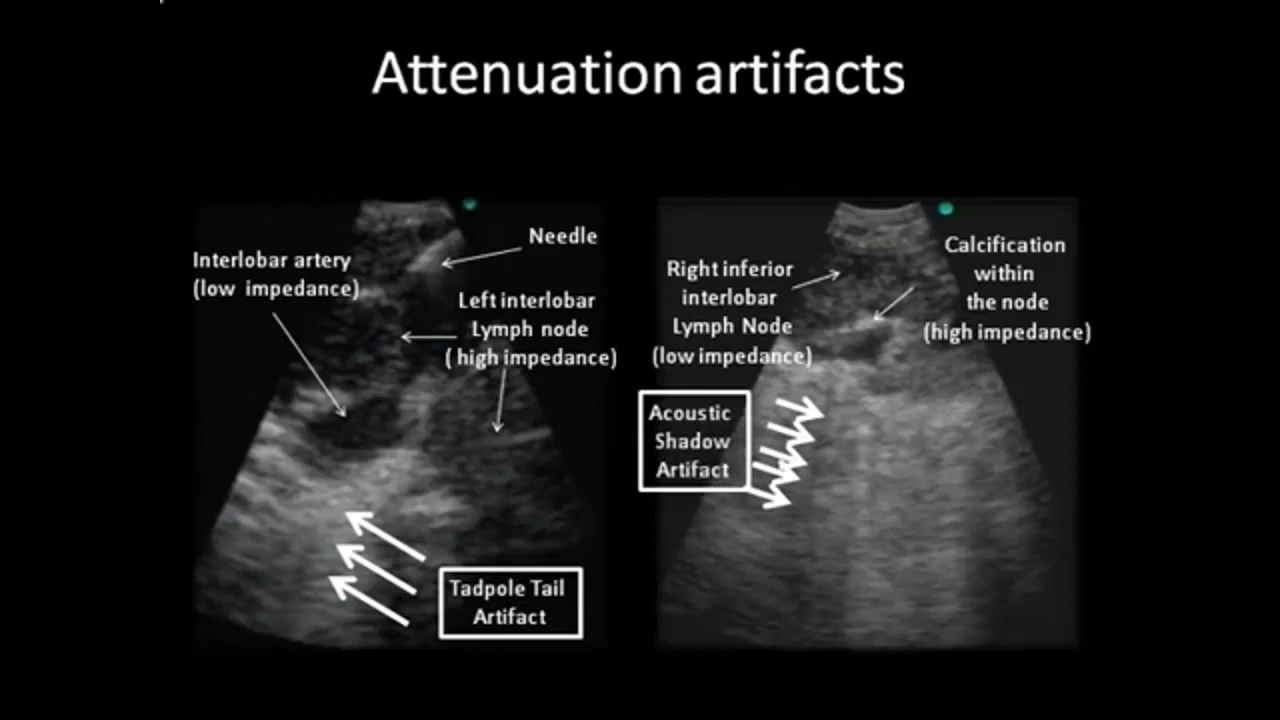 Attenuation artifacts
Interlobar artery
(low impedance)
Needle
Left interlobar
Lymph node
( high impedance)
Tadpole Tail
Artifact
Right inferior
interlobar
Lymph Node
(low impedance)
Calcification
within
the node
(high impedance)
Acoustic
Shadow
Artifact